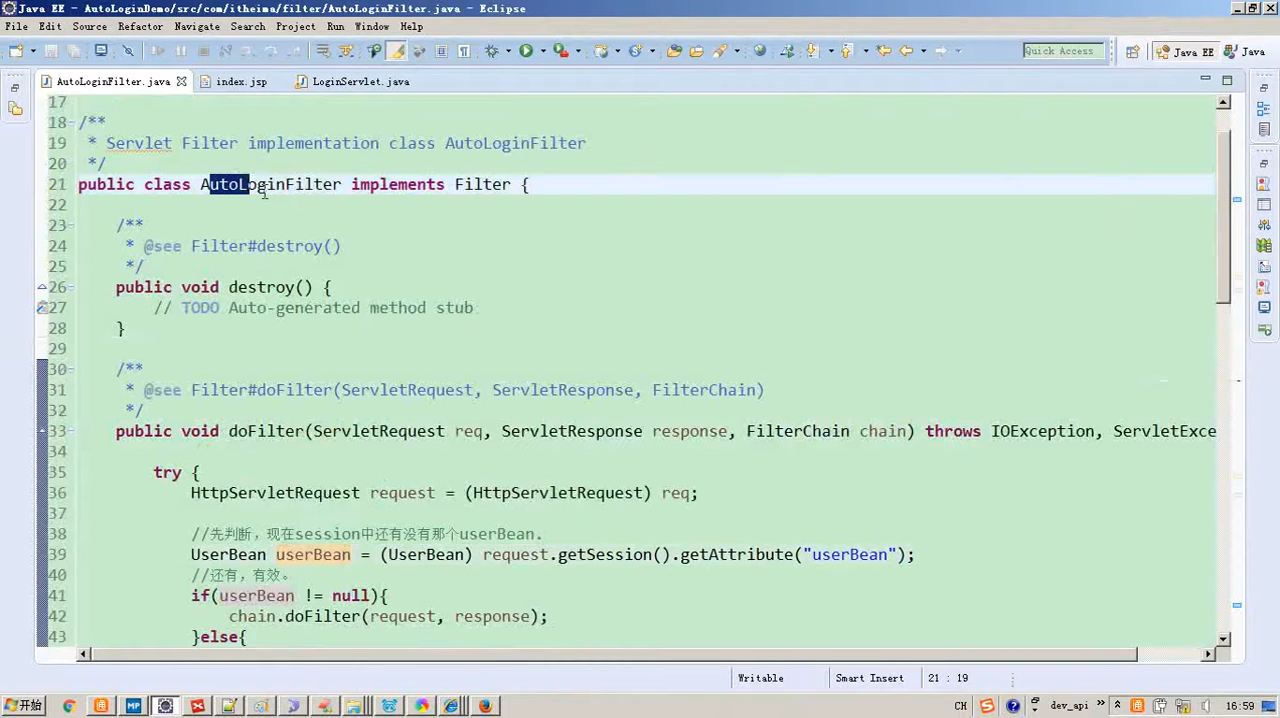 Java EE - AutoLoginDemo/src/com/itheima/filter/AutoLoginFilter.java - Eclipse
File Edit Source Refactor Navigate Search Project Run Window Help
Quick Access Java EE Java
AutoLoginFilter.java index.jsp LoginServlet.java
17
18 /**
19 * Servlet Filter implementation class AutoLoginFilter
20 */
21 public class AutoLoginFilter implements Filter {
22
23 /**
24 * @see Filter#destroy()
25 */
26 public void destroy() {
27 // TODO Auto-generated method stub
28 }
29
30 /**
31 * @see Filter#doFilter(ServletRequest, ServletResponse, FilterChain)
32 */
33 public void doFilter(ServletRequest req, ServletResponse response, FilterChain chain) throws IOException, ServletExce
34
35 try {
36 HttpServletRequest request = (HttpServletRequest) req;
37
38 //先判断，现在session中还有没有那个userBean.
39 UserBean userBean = (UserBean) request.getSession().getAttribute("userBean");
40 //还有，有效。
41 if(userBean != null){
42 chain.doFilter(request, response);
43 }else{
Writable Smart Insert 21 : 19
开始 MP CH dev_api 16:59